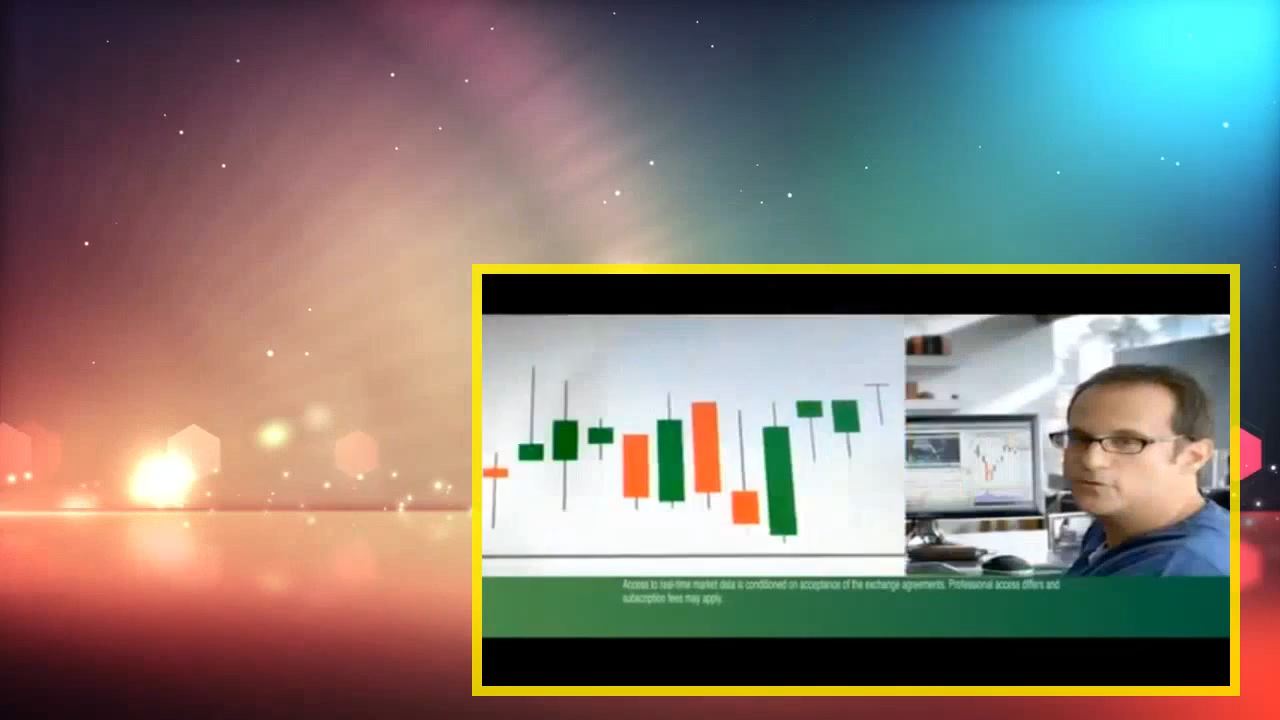 Access to real-time market data is conditioned on acceptance of the exchange agreements. Professional access differs and
subscription fees may apply.